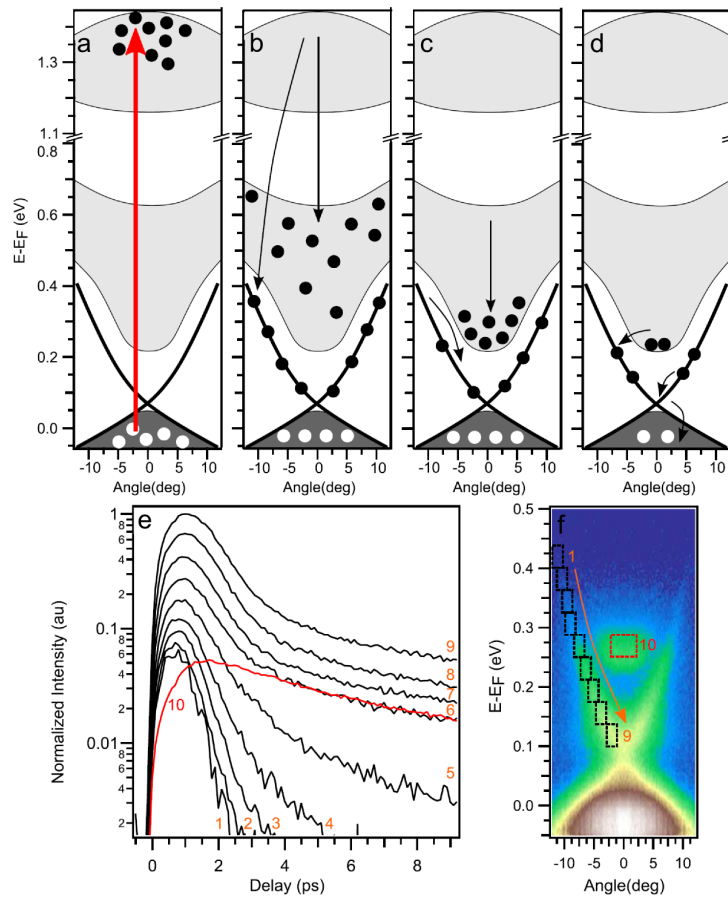 a b c d
1.3
1.1
0.8
0.6
0.4
0.2
0.0
E-EF (eV)
-10 -5 0 5 10 -10 -5 0 5 10 -10 -5 0 5 10 -10 -5 0 5 10
Angle(deg) Angle(deg) Angle(deg) Angle(deg)
e
1
8
6
4
2
0.1
8
6
4
2
0.01
8
6
4
2
Normalized Intensity (au)
9
8
7
6
10
5
1 2 3 4
0 2 4 6 8
Delay (ps)
f
0.5
0.4
0.3
0.2
0.1
0.0
E-EF (eV)
1
10
9
-10 -5 0 5 10
Angle(deg)